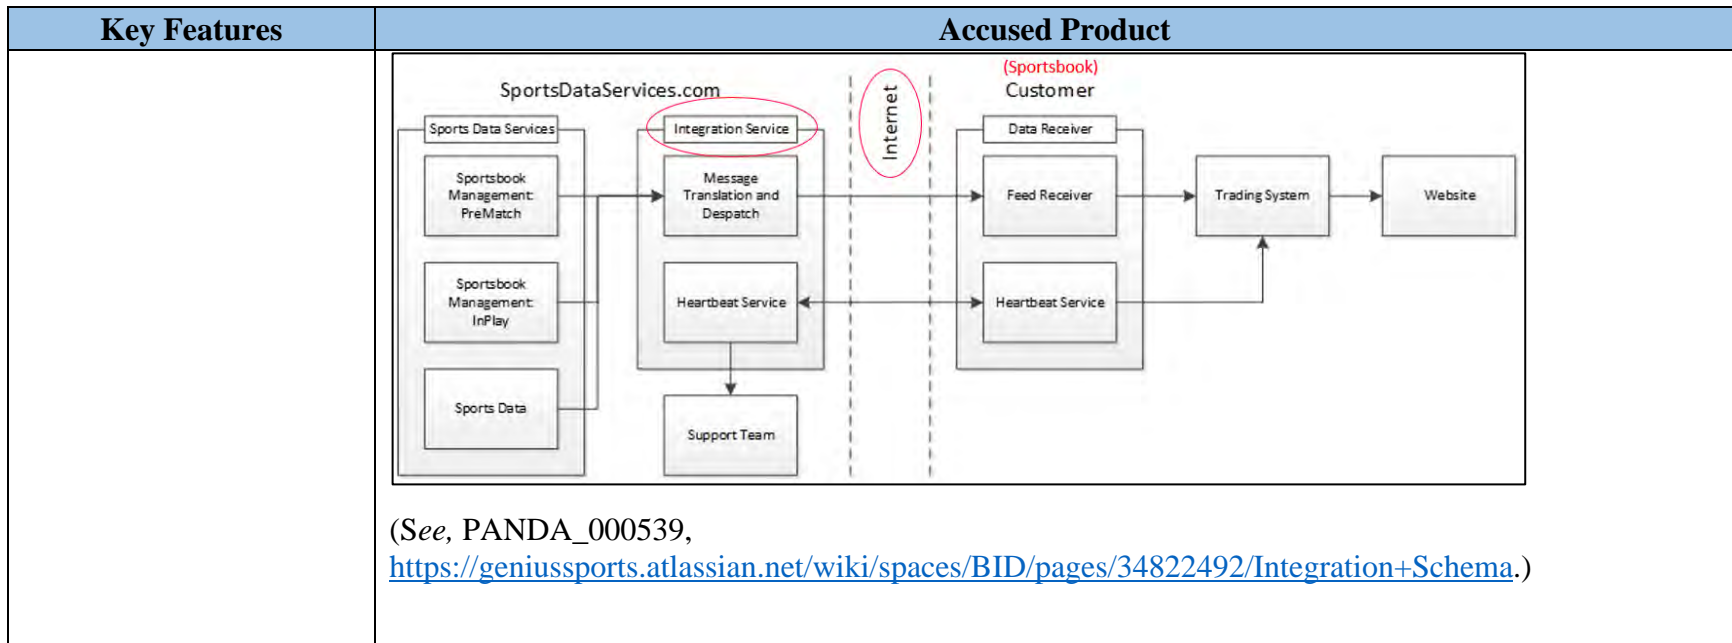 Key Features
Accused Product
(Sportsbook)
SportsDataServices.com
Internet
Customer
Sports Data Services
Integration Service
Data Receiver
Sportsbook
Management:
PreMatch
Message
Translation and
Despatch
Feed Receiver
Trading System
Website
Sportsbook
Management:
InPlay
Heartbeat Service
Heartbeat Service
Sports Data
Support Team
(See, PANDA_000539,
https://geniussports.atlassian.net/wiki/spaces/BID/pages/34822492/Integration+Schema.)